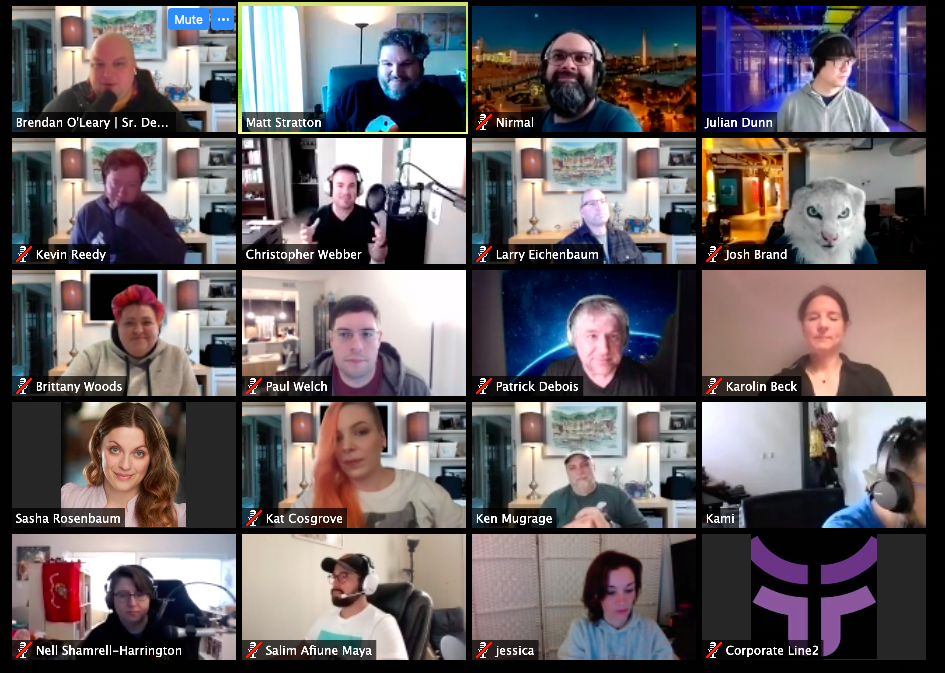 Mute ...
Brendan O'Leary | Sr. De...
Matt Stratton
Nirmal
Julian Dunn
Kevin Reedy
Christopher Webber
Larry Eichenbaum
Josh Brand
Brittany Woods
Paul Welch
Patrick Debois
Karolin Beck
Sasha Rosenbaum
Kat Cosgrove
Ken Mugrage
Kami
Nell Shamrell-Harrington
Salim Afiune Maya
jessica
Corporate Line2